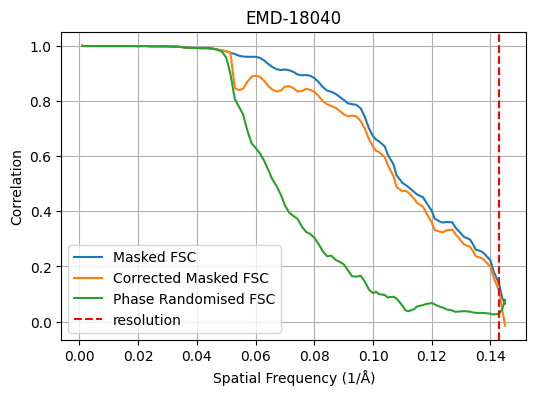 EMD-18040
Correlation
1.0
0.8
0.6
0.4
0.2
0.0
Masked FSC
Corrected Masked FSC
Phase Randomised FSC
resolution
0.00 0.02 0.04 0.06 0.08 0.10 0.12 0.14
Spatial Frequency (1/Å)